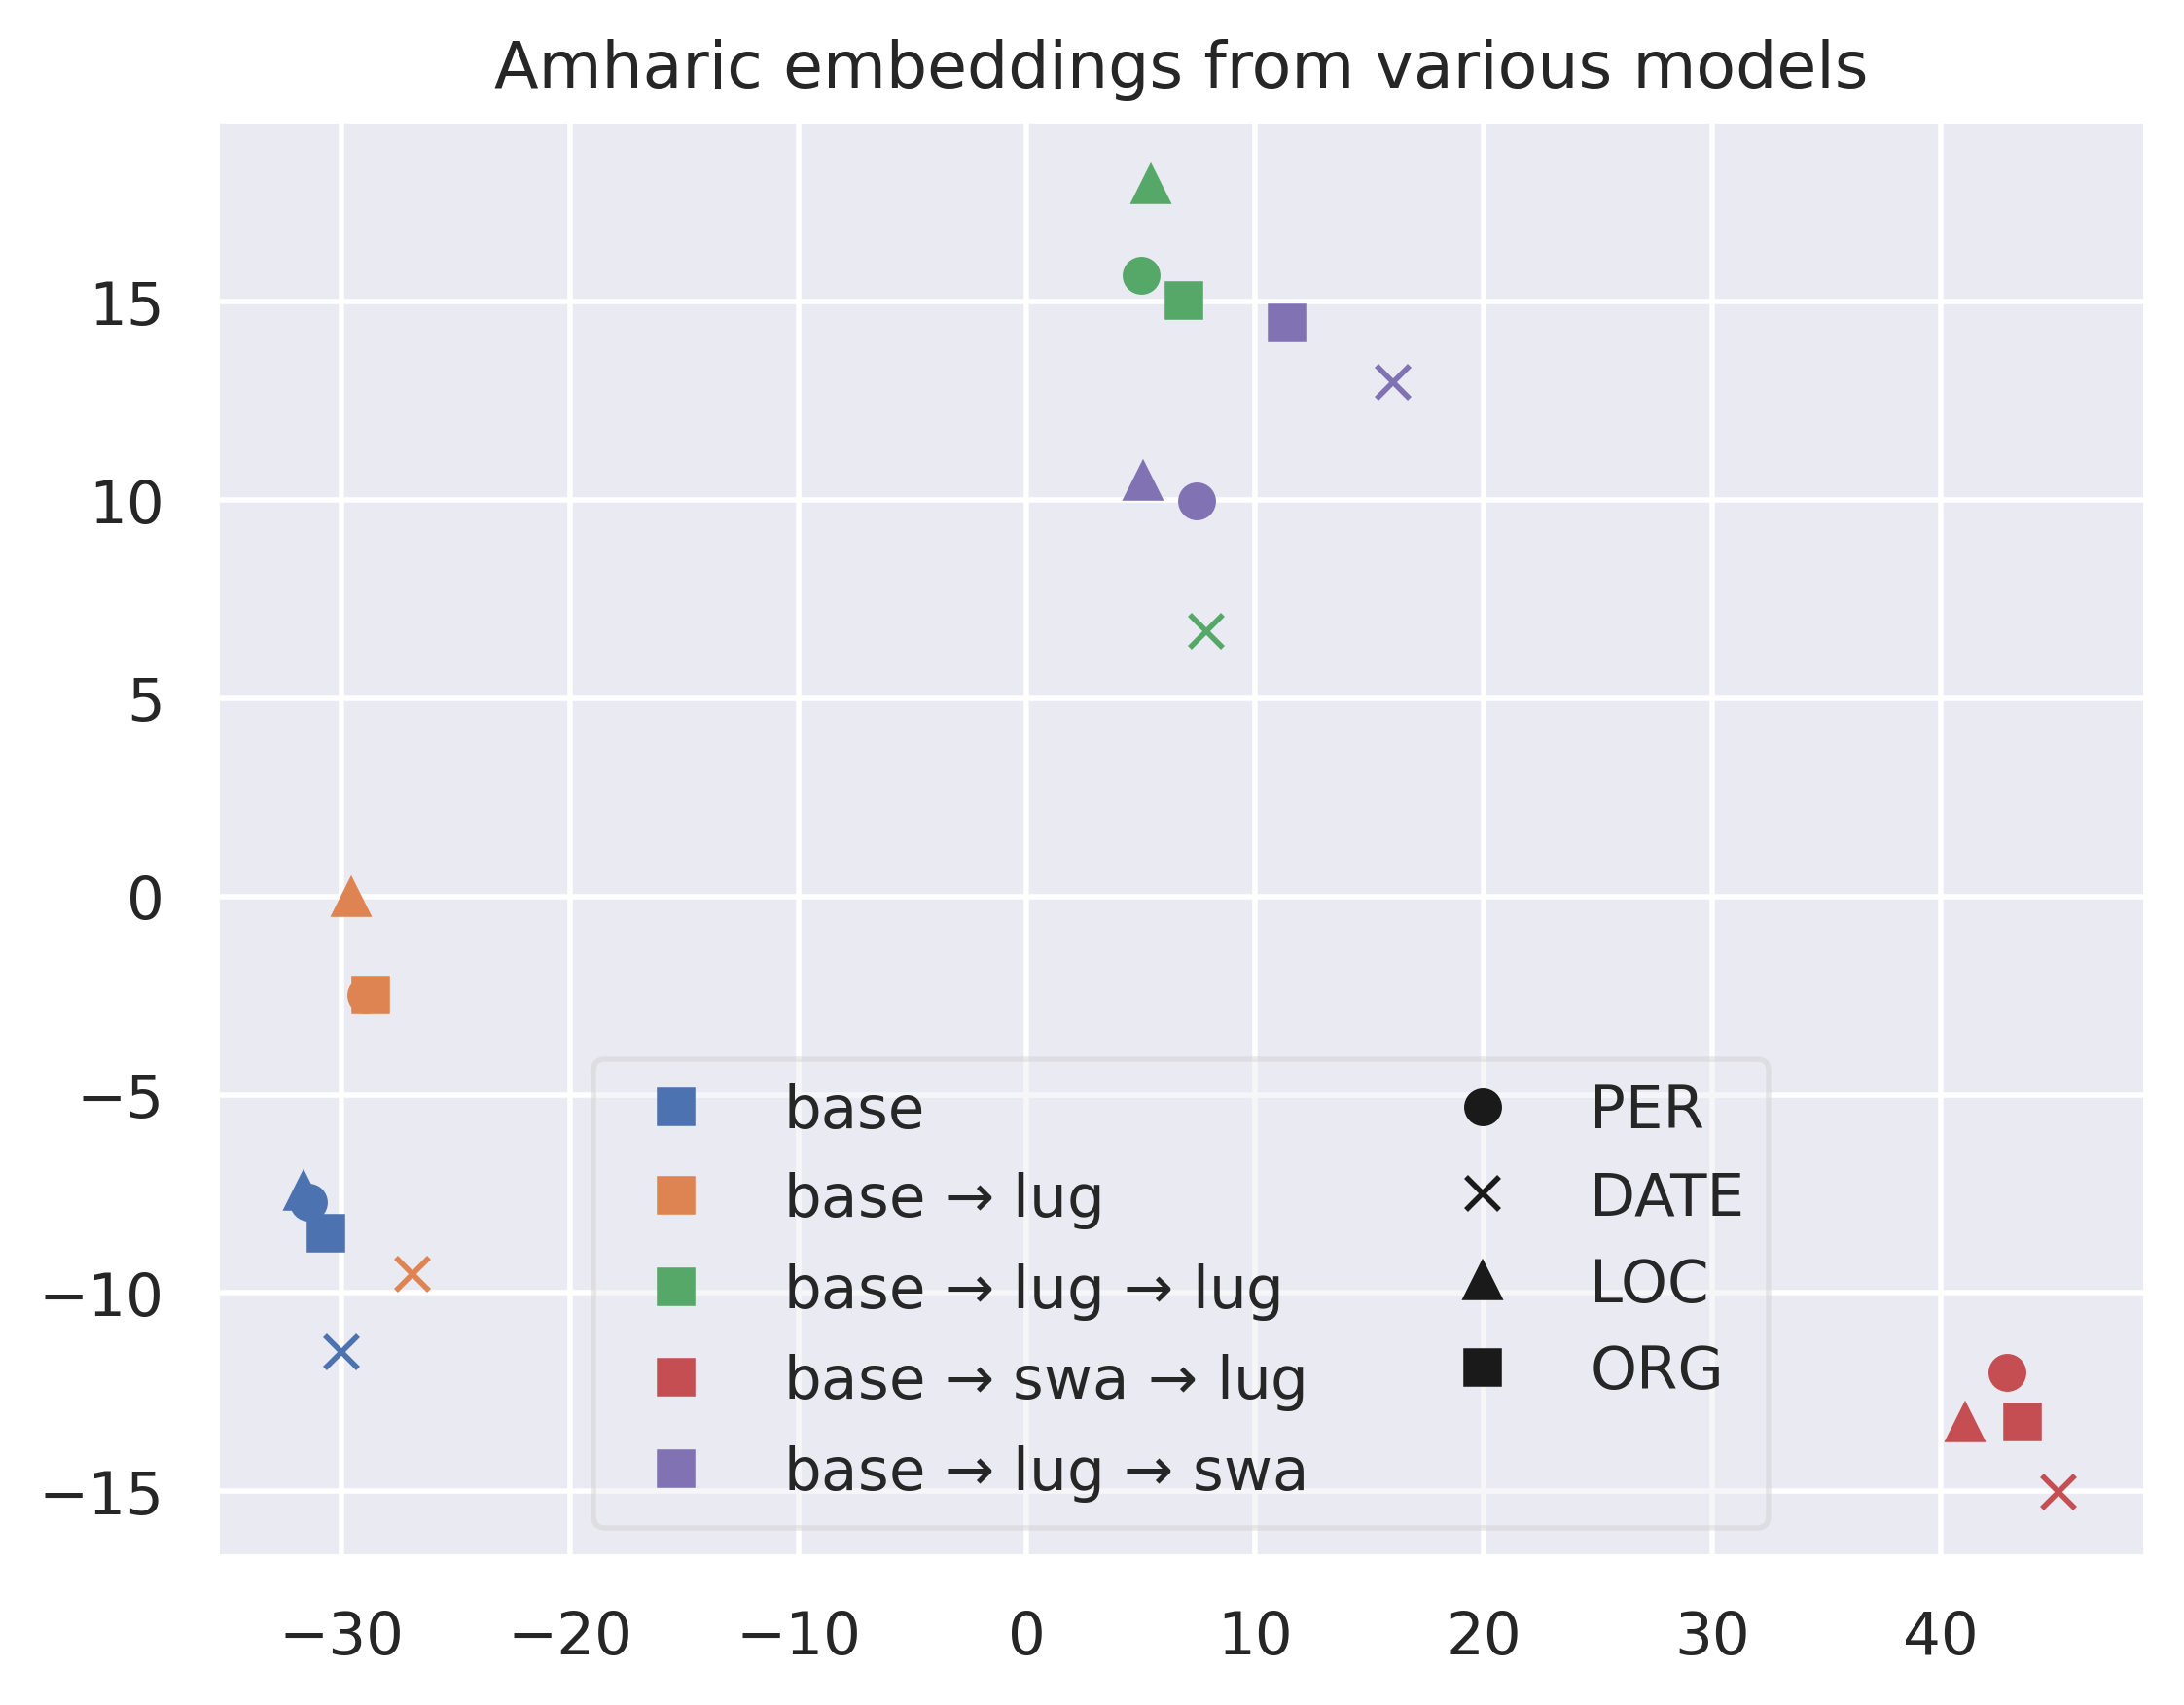 Amharic embeddings from various models
15
10
5
0
−5
−10
−15
base
base → lug
base → lug → lug
base → swa → lug
base → lug → swa
PER
DATE
LOC
ORG
−30 −20 −10 0 10 20 30 40